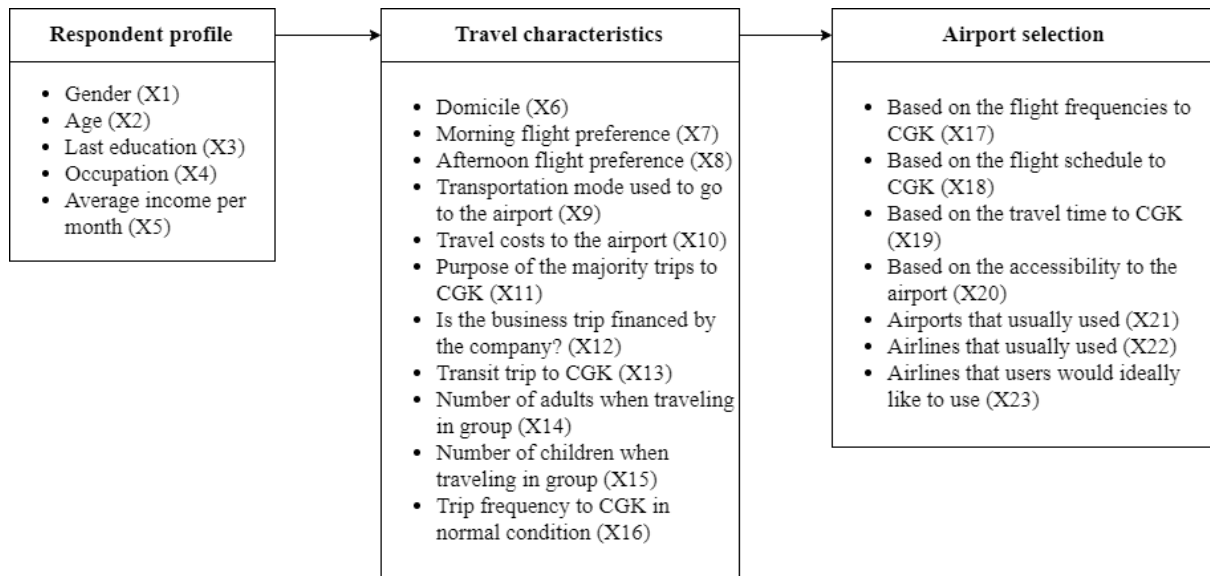 Respondent profile
• Gender (X1)
• Age (X2)
• Last education (X3)
• Occupation (X4)
• Average income per
month (X5)
Travel characteristics
• Domicile (X6)
• Morning flight preference (X7)
• Afternoon flight preference (X8)
• Transportation mode used to go
to the airport (X9)
• Travel costs to the airport (X10)
• Purpose of the majority trips to
CGK (X11)
• Is the business trip financed by
the company? (X12)
• Transit trip to CGK (X13)
• Number of adults when traveling
in group (X14)
• Number of children when
traveling in group (X15)
• Trip frequency to CGK in
normal condition (X16)
Airport selection
• Based on the flight frequencies to
CGK (X17)
• Based on the flight schedule to
CGK (X18)
• Based on the travel time to CGK
(X19)
• Based on the accessibility to the
airport (X20)
• Airports that usually used (X21)
• Airlines that usually used (X22)
• Airlines that users would ideally
like to use (X23)